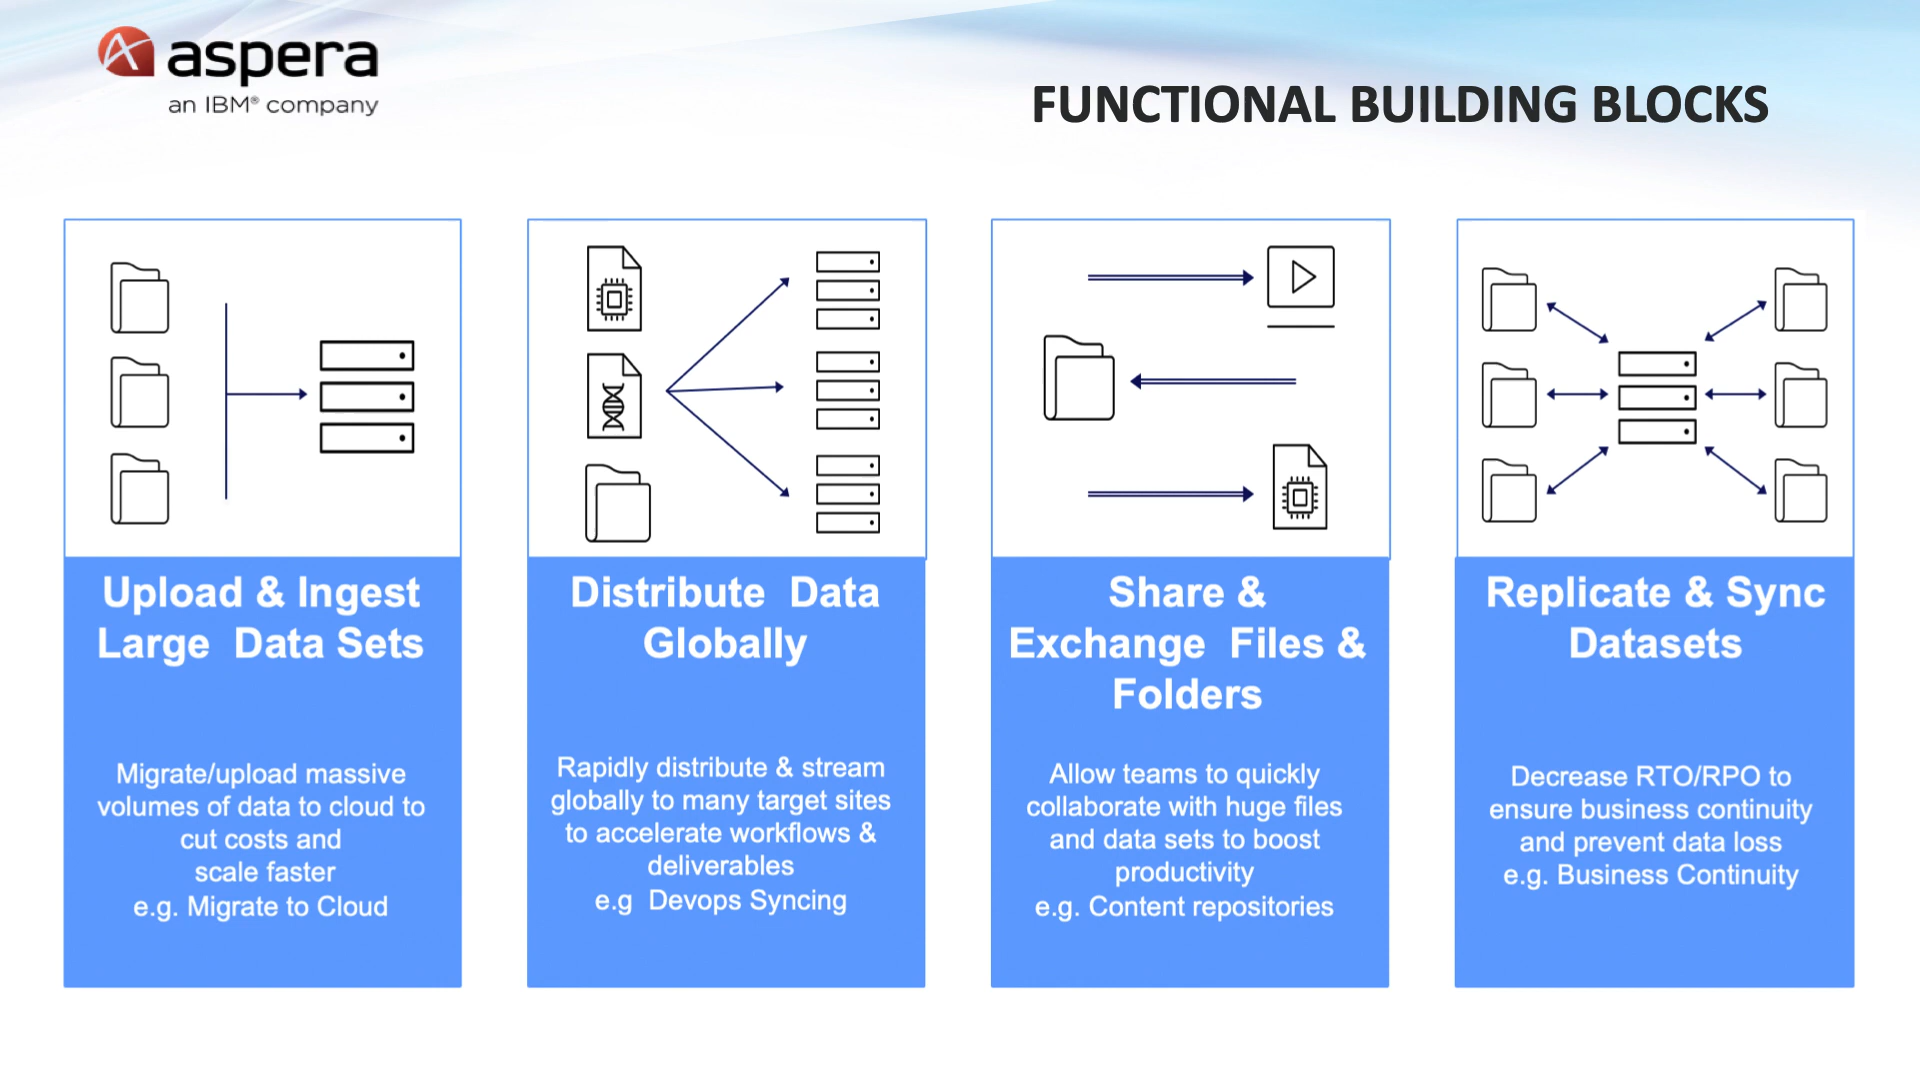 aspera
an IBM® company
FUNCTIONAL BUILDING BLOCKS
Upload & Ingest
Large Data Sets
Migrate/upload massive
volumes of data to cloud to
cut costs and
scale faster
e.g. Migrate to Cloud
Distribute Data
Globally
Rapidly distribute & stream
globally to many target sites
to accelerate workflows &
deliverables
e.g Devops Syncing
Share &
Exchange Files &
Folders
Allow teams to quickly
collaborate with huge files
and data sets to boost
productivity
e.g. Content repositories
Replicate & Sync
Datasets
Decrease RTO/RPO to
ensure business continuity
and prevent data loss
e.g. Business Continuity